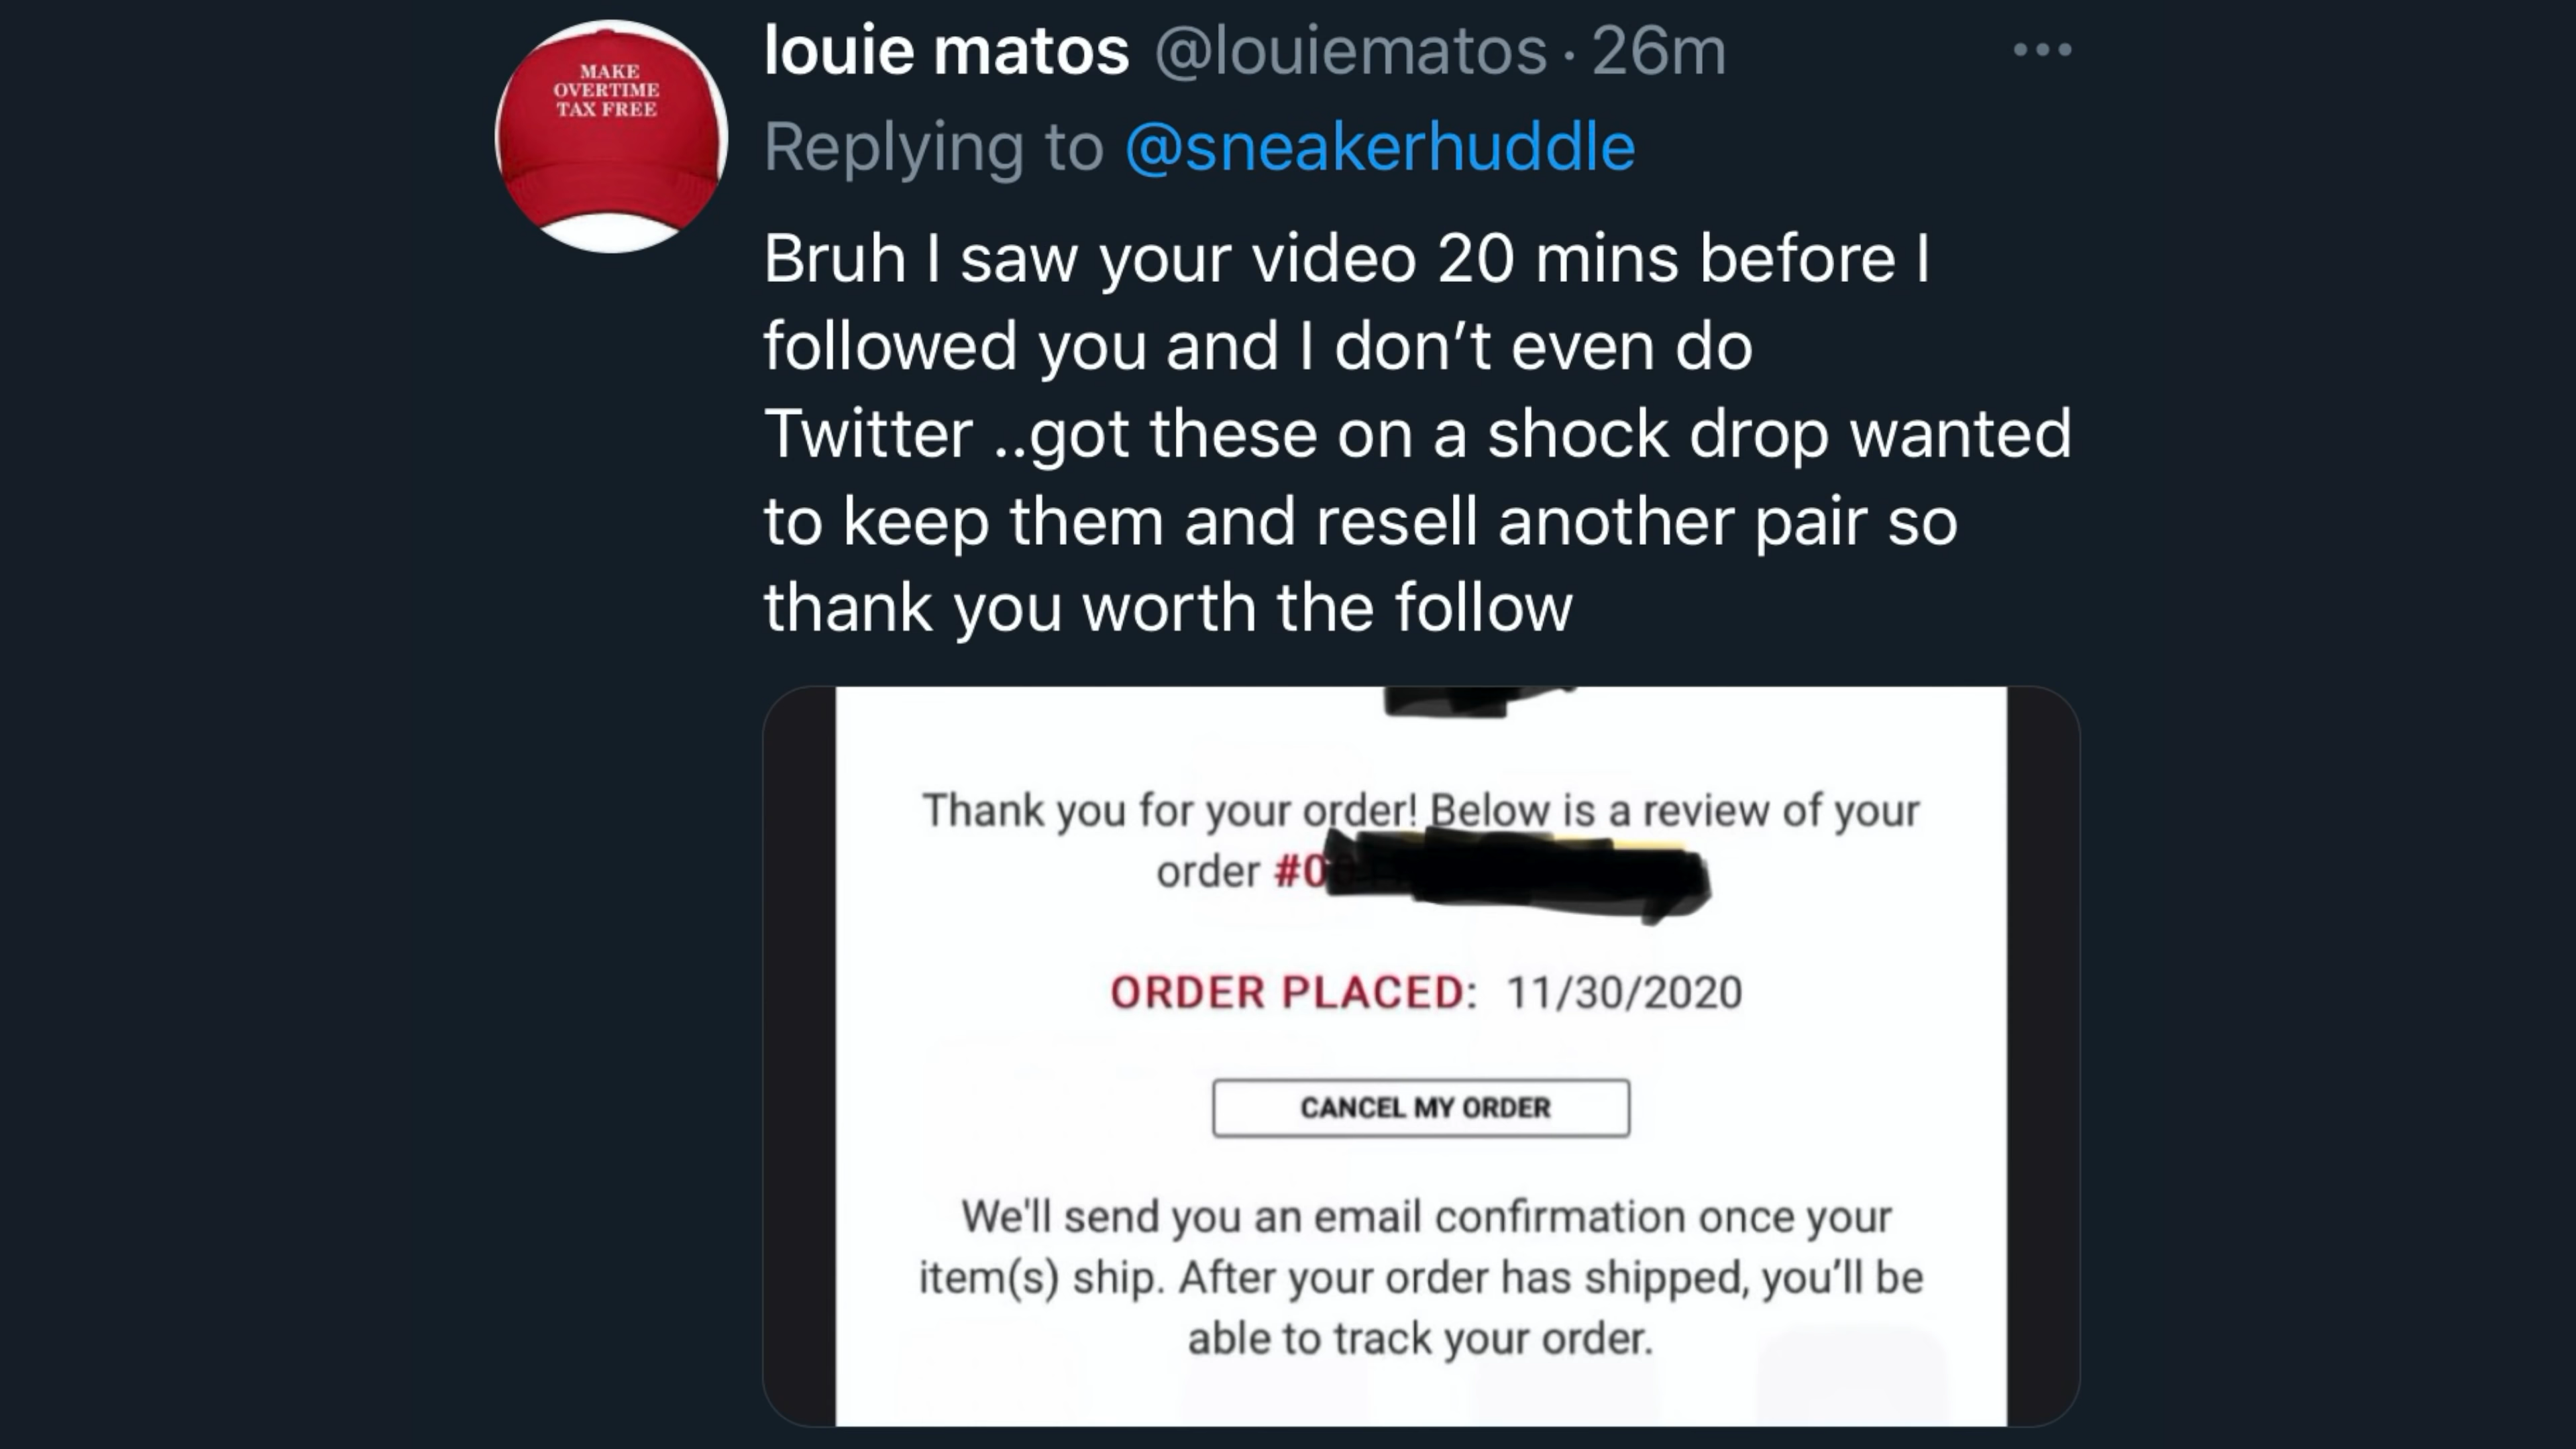 MAKE
OVERTIME
TAX FREE
louie matos @louiematos · 26m
Replying to @sneakerhuddle
Bruh I saw your video 20 mins before I
followed you and I don’t even do
Twitter ..got these on a shock drop wanted
to keep them and resell another pair so
thank you worth the follow
Thank you for your order! Below is a review of your
order #0
ORDER PLACED: 11/30/2020
CANCEL MY ORDER
We'll send you an email confirmation once your
item(s) ship. After your order has shipped, you’ll be
able to track your order.